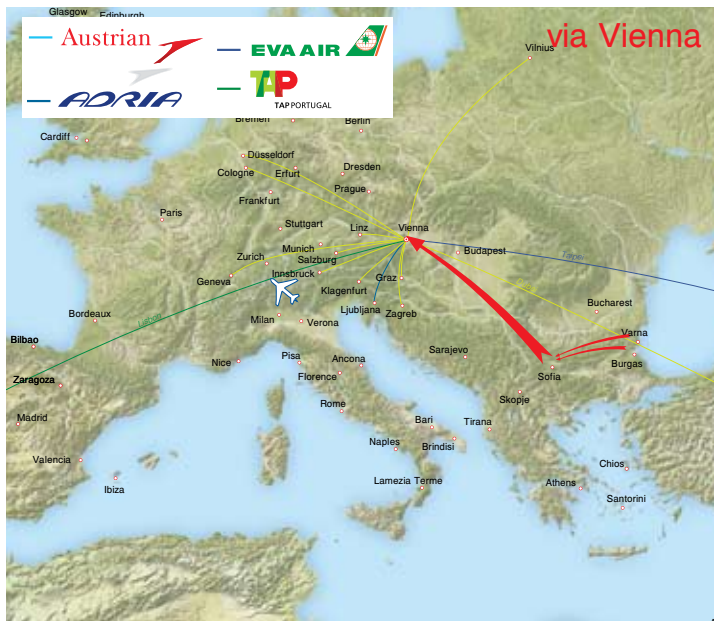 Glasgow
Edinburgh
Austrian
EVA AIR
ADRIA
TAP
TAP PORTUGAL
via Vienna
Vilnius
Bremen
Berlin
Cardiff
Düsseldorf
Cologne
Erfurt
Dresden
Prague
Frankfurt
Paris
Stuttgart
Linz
Vienna
Munich
Salzburg
Zurich
Innsbruck
Geneva
Graz
Budapest
Taipei
Klagenfurt
Ljubljana
Zagreb
Bucharest
Bordeaux
Lisbon
Milan
Verona
Varna
Bilbao
Nice
Pisa
Ancona
Florence
Sarajevo
Burgas
Sofia
Zaragoza
Skopje
Rome
Madrid
Bari
Tirana
Naples
Brindisi
Valencia
Ibiza
Lamezia Terme
Chios
Athens
Santorini